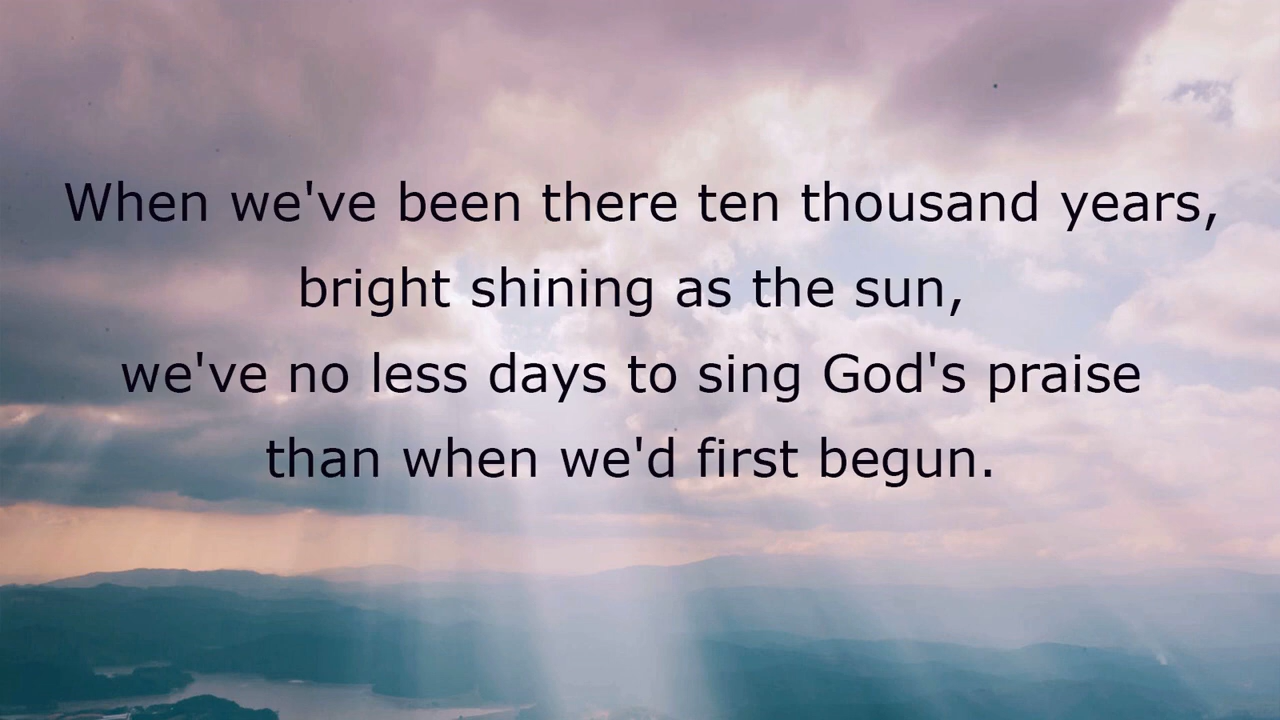 When we've been there ten thousand years,
bright shining as the sun,
we've no less days to sing God's praise
than when we'd first begun.